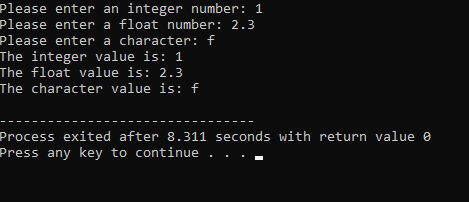 Please enter an integer number: 1
Please enter a float number: 2.3
Please enter a character: f
The integer value is: 1
The float value is: 2.3
The character value is: f
--------------------------------
Process exited after 8.311 seconds with return value 0
Press any key to continue . . .